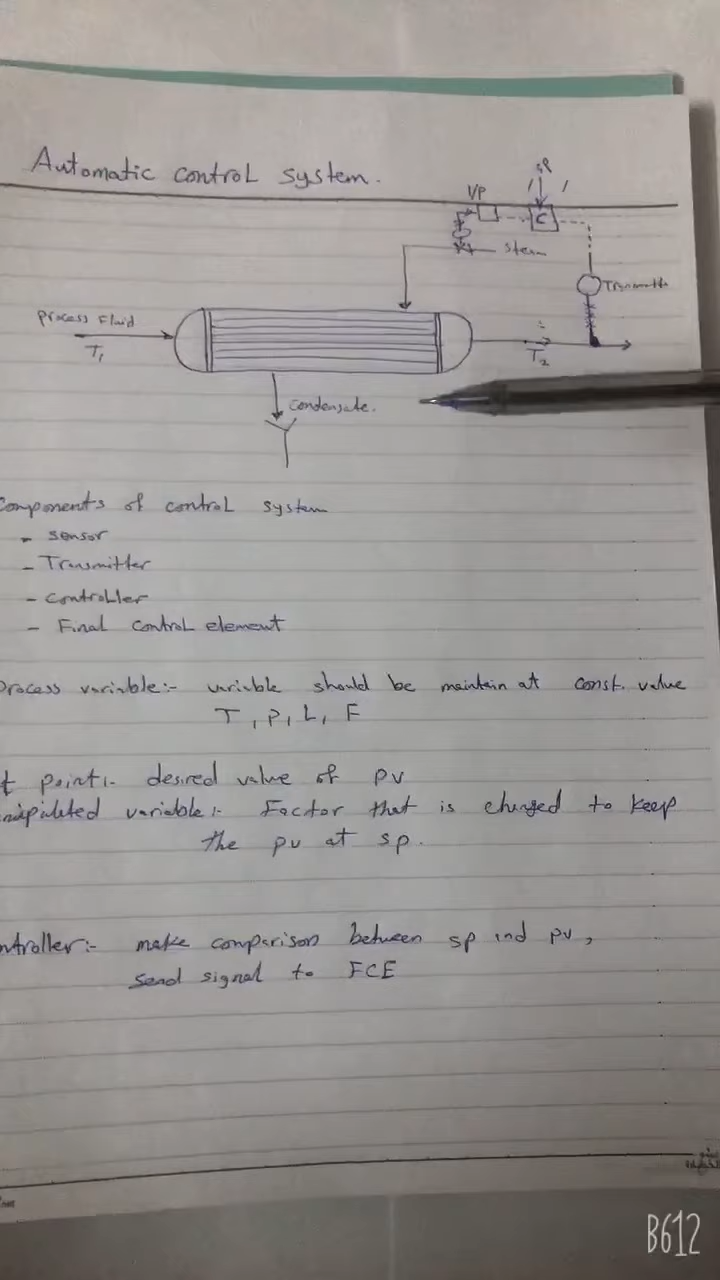 Automatic control system.
SP
VP
C
steam
Transmitter
process fluid
T1
T2
Condensate.
Components of control system
- sensor
- Transmitter
- controller
- Final control element
process variable:- variable should be maintain at const. value
T, P, L, F
t point:- desired value of pv
nipulated variable:- Factor that is changed to keep
the pv at sp.
ntroller:- make comparison between sp and pv,
send signal to FCE
B612